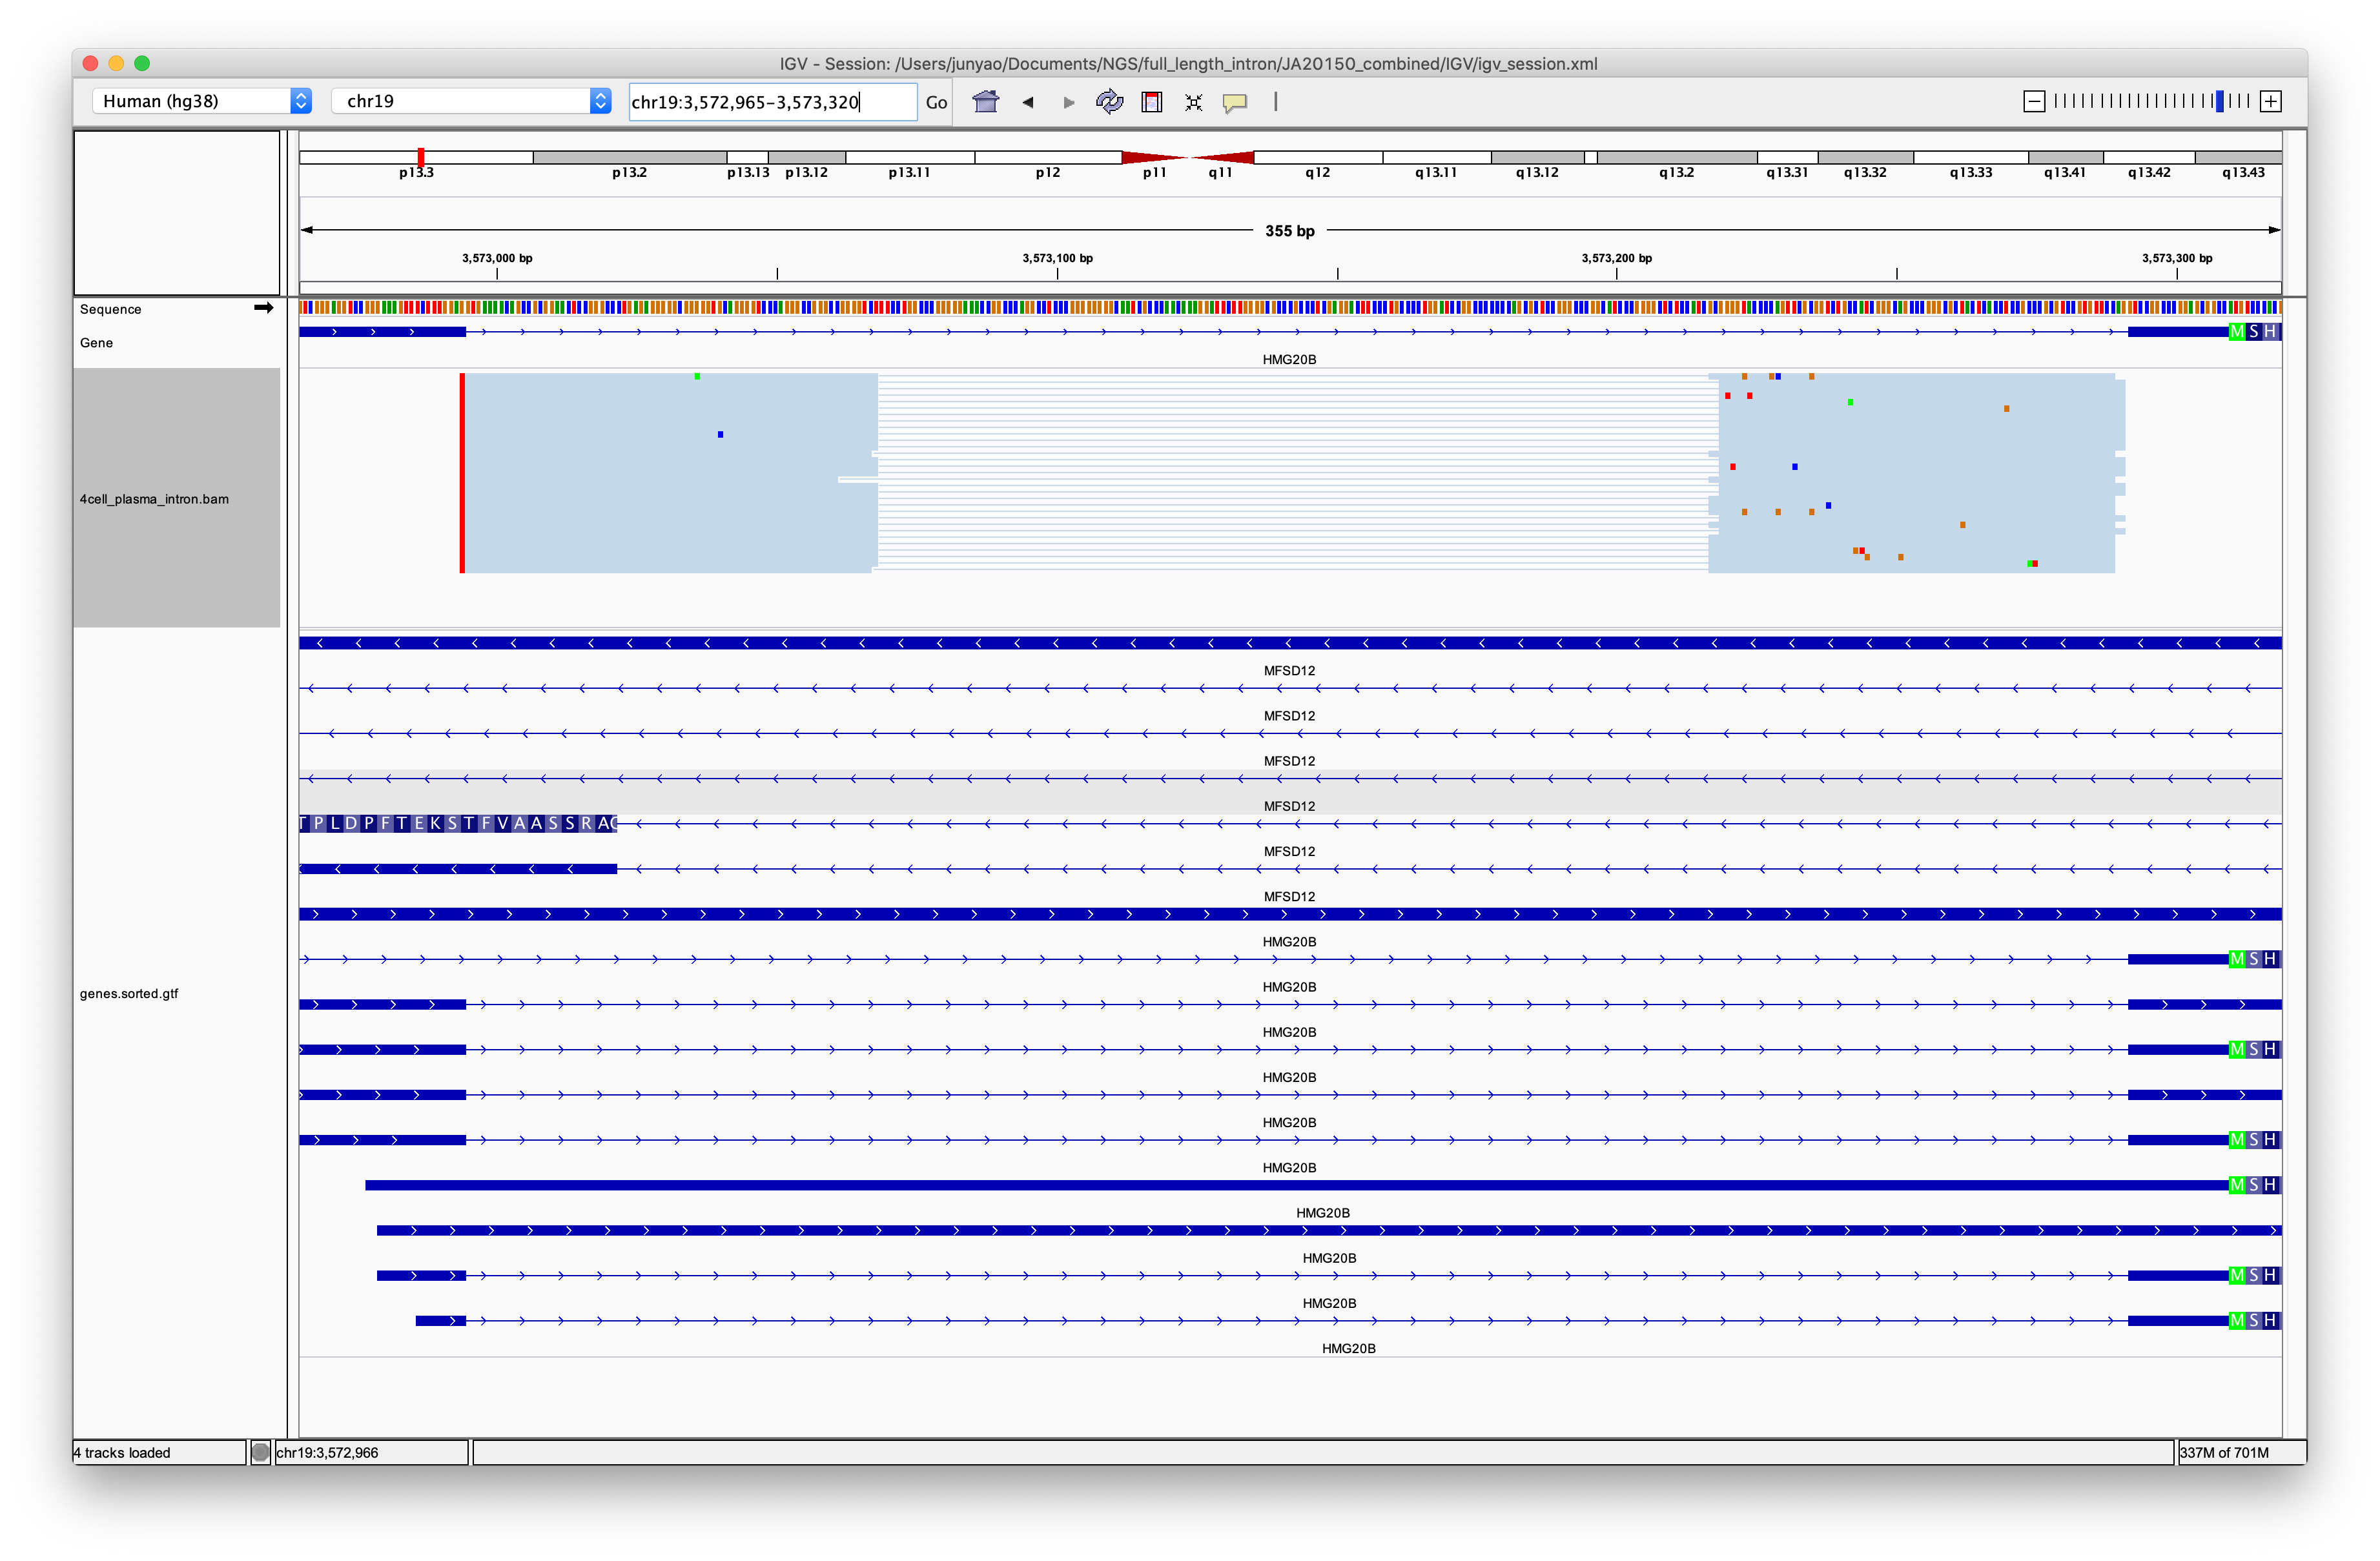 IGV - Session: /Users/junyao/Documents/NGS/full_length_intron/JA20150_combined/IGV/igv_session.xml
Human (hg38) chr19 chr19:3,572,965-3,573,320 Go
p13.3 p13.2 p13.13 p13.12 p13.11 p12 p11 q11 q12 q13.11 q13.12 q13.2 q13.31 q13.32 q13.33 q13.41 q13.42 q13.43
355 bp
3,573,000 bp 3,573,100 bp 3,573,200 bp 3,573,300 bp
Sequence
Gene
M S H
HMG20B
4cell_plasma_intron.bam
MFSD12
MFSD12
MFSD12
MFSD12
T P L D P F T E K S T F V A A S S R A
MFSD12
MFSD12
HMG20B
M S H
HMG20B
genes.sorted.gtf
HMG20B
M S H
HMG20B
HMG20B
M S H
HMG20B
M S H
HMG20B
HMG20B
M S H
HMG20B
M S H
HMG20B
4 tracks loaded chr19:3,572,966 337M of 701M